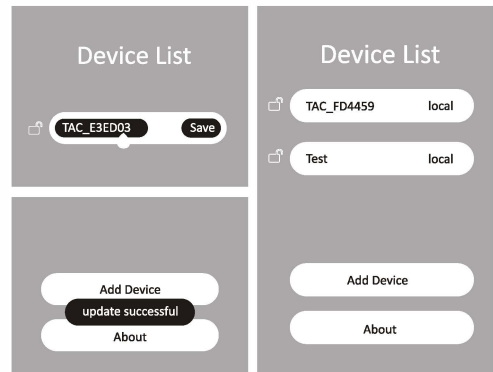 Device List
TAC_E3ED03 Save
Add Device
update successful
About
Device List
TAC_FD4459 local
Test local
Add Device
About